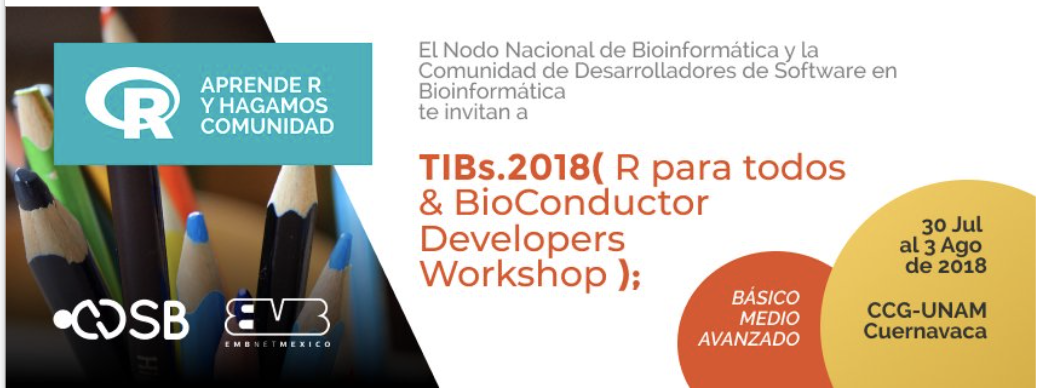 R
APRENDE R
Y HAGAMOS
COMUNIDAD
CDSB
EMBNETMEXICO
El Nodo Nacional de Bioinformática y la
Comunidad de Desarrolladores de Software en
Bioinformática
te invitan a
TIBs.2018( R para todos
& BioConductor
Developers
Workshop );
BÁSICO
MEDIO
AVANZADO
30 Jul
al 3 Ago
de 2018
CCG-UNAM
Cuernavaca